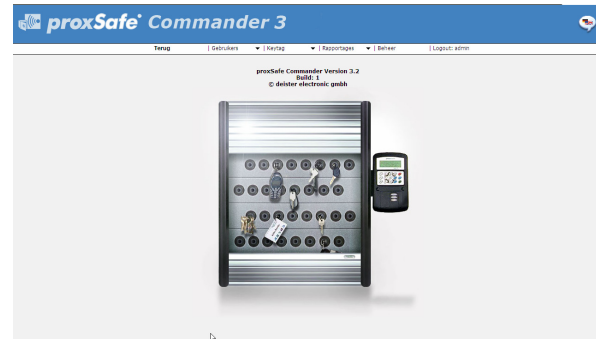 proxSafe Commander 3
Terug | Gebruikers | Keytag | Rapportages | Beheer | Logout: admin
proxSafe Commander Version 3.2
Build: 1
© deister electronic gmbh